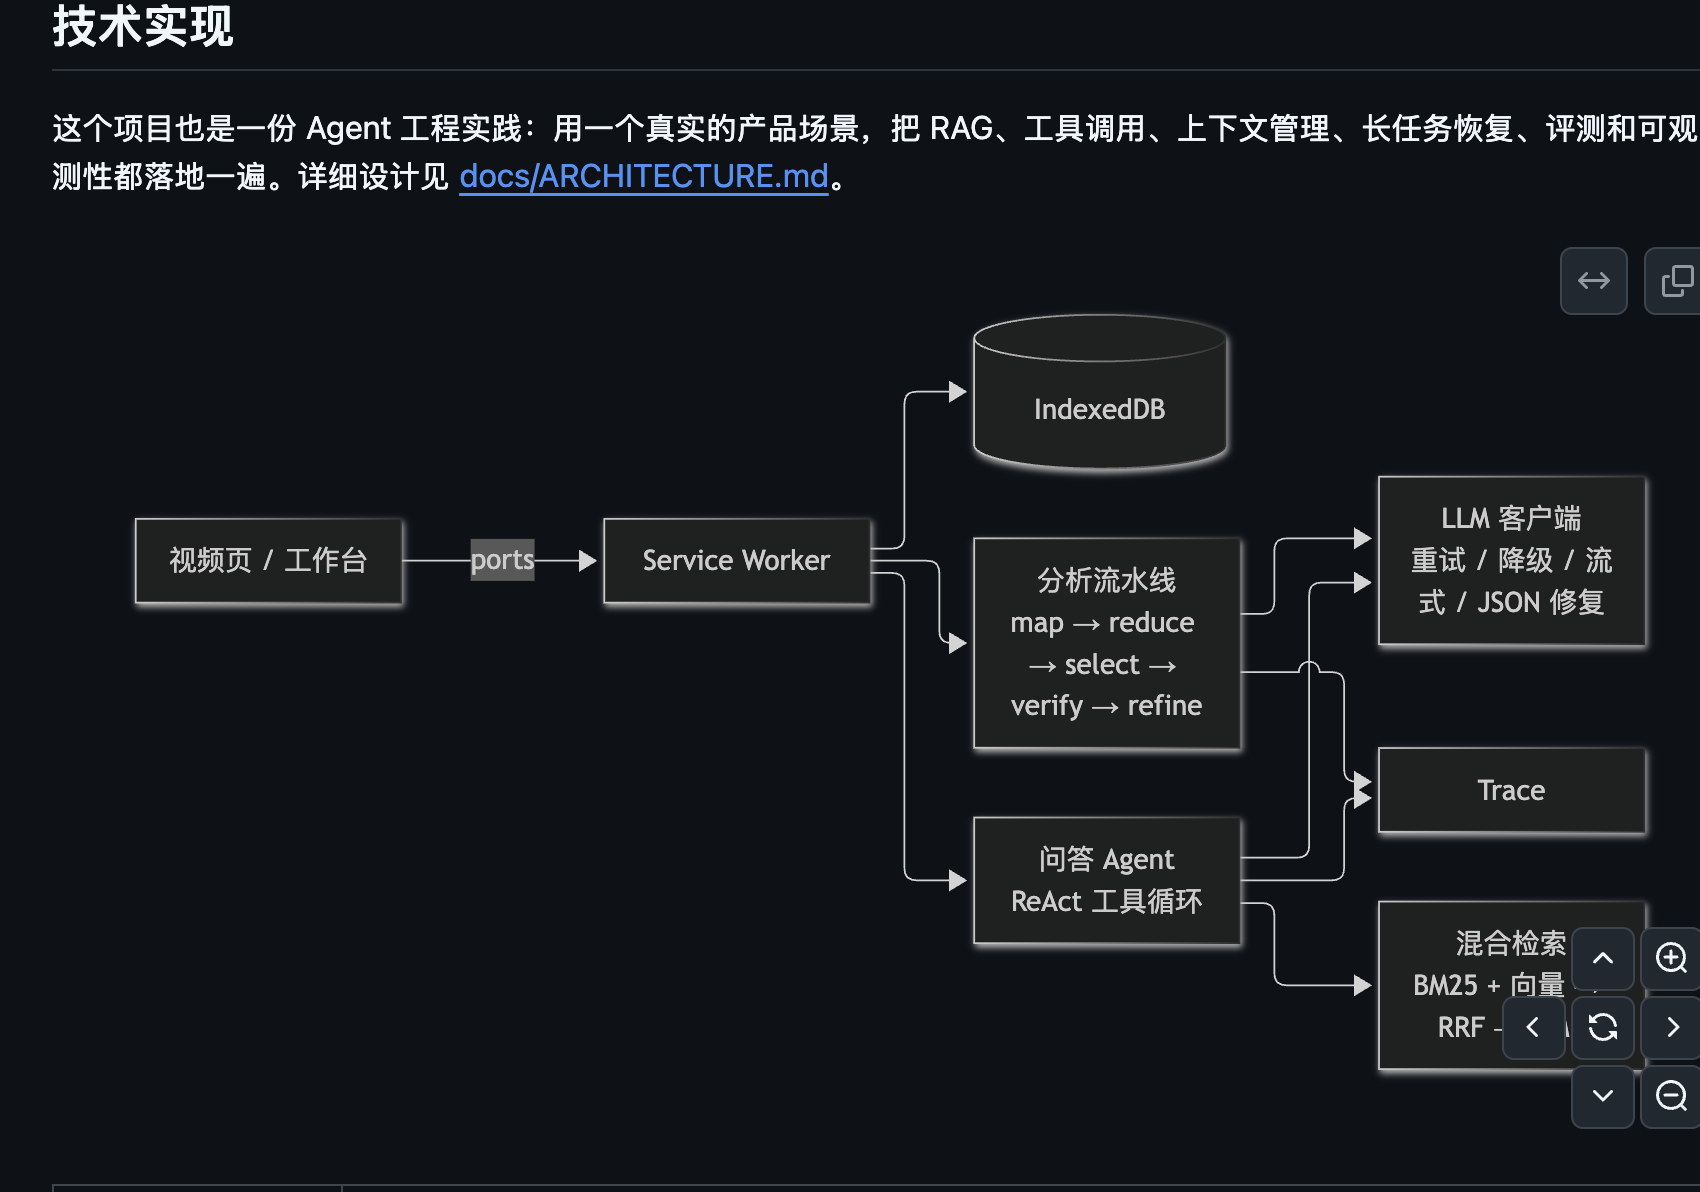 技术实现
这个项目也是一份 Agent 工程实践：用一个真实的产品场景，把 RAG、工具调用、上下文管理、长任务恢复、评测和可观
测性都落地一遍。详细设计见 docs/ARCHITECTURE.md。
IndexedDB
视频页 / 工作台
ports
Service Worker
分析流水线
map → reduce
→ select →
verify → refine
LLM 客户端
重试 / 降级 / 流
式 / JSON 修复
Trace
问答 Agent
ReAct 工具循环
混合检索
BM25 + 向量
RRF